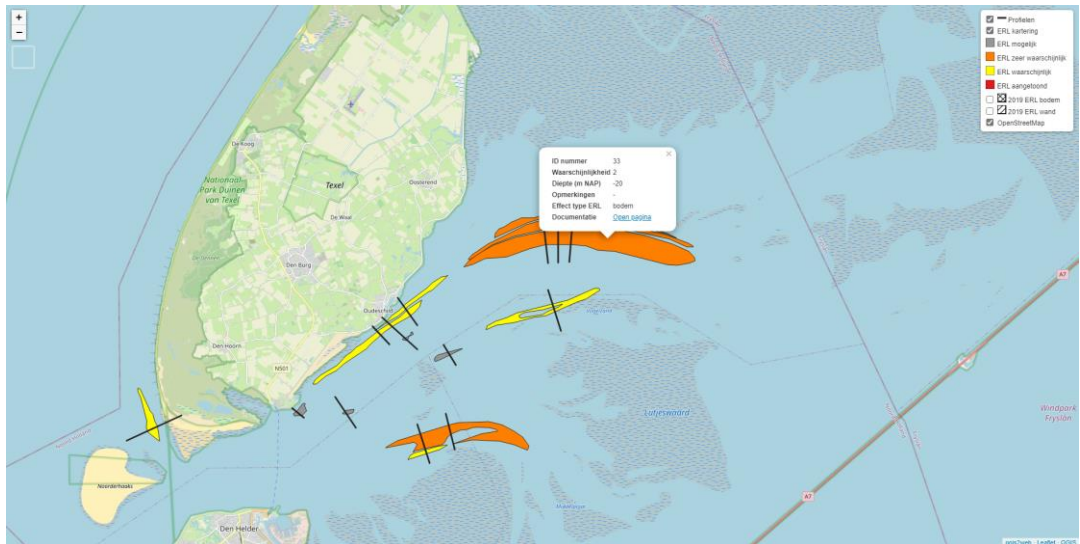 +
−
Profielen
ERL kartering
ERL mogelijk
ERL zeer waarschijnlijk
ERL waarschijnlijk
ERL aangetoond
2019 ERL bodem
2019 ERL wand
OpenStreetMap
De Koog
Nationaal
Park Duinen
van Texel
Texel
Oosterend
De Waal
Den Burg
Oudeschild
Den Hoorn
N501
Noorderhaaks
Den Helder
×
ID nummer 33
Waarschijnlijkheid 2
Diepte (m NAP) -20
Opmerkingen -
Effect type ERL bodem
Documentatie Open pagina
Lutjeswaard
A7
A7
Windpark
Fryslân
qgis2web | Leaflet | QGIS